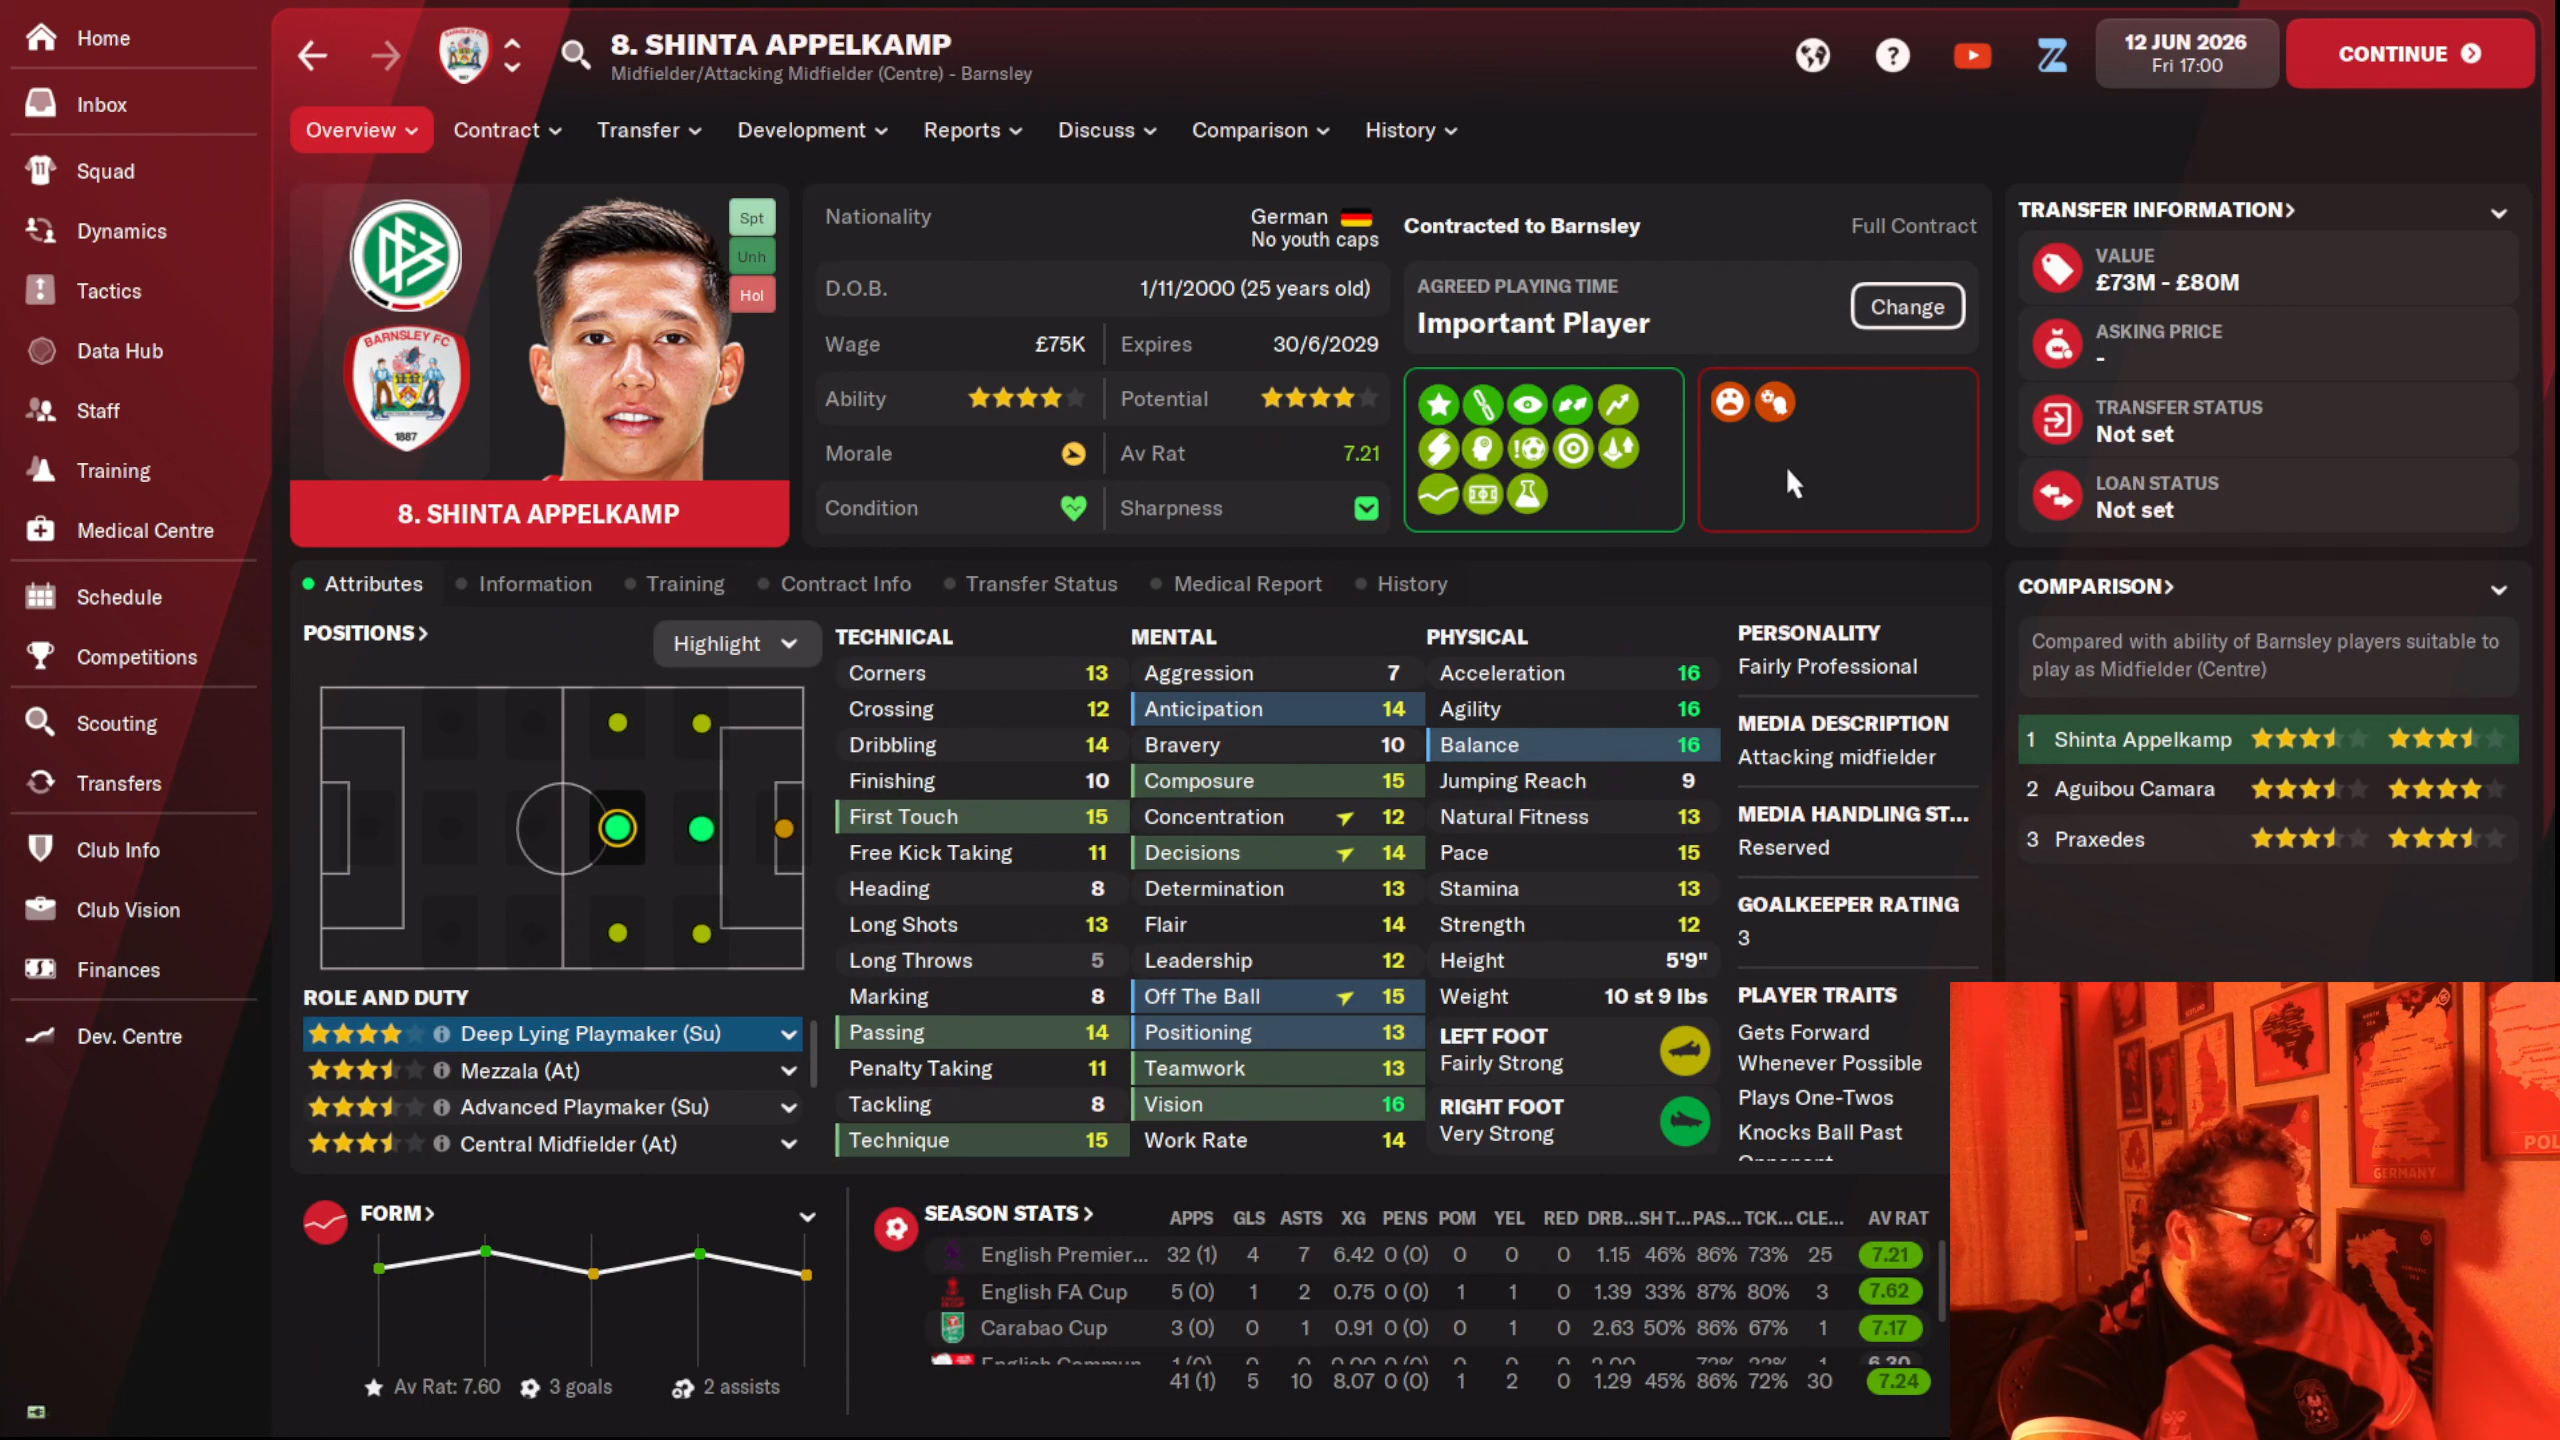 Home
Inbox
Squad
Dynamics
Tactics
Data Hub
Staff
Training
Medical Centre
Schedule
Competitions
Scouting
Transfers
Club Info
Club Vision
Finances
Dev. Centre
8. SHINTA APPELKAMP
Midfielder/Attacking Midfielder (Centre) - Barnsley
12 JUN 2026
Fri 17:00
CONTINUE
Overview Contract Transfer Development Reports Discuss Comparison History
BARNSLEY FC
1887
Spt
Unh
Hol
8. SHINTA APPELKAMP
Nationality German
No youth caps
D.O.B. 1/11/2000 (25 years old)
Wage £75K Expires 30/6/2029
Ability Potential
Morale Av Rat 7.21
Condition Sharpness
Contracted to Barnsley Full Contract
AGREED PLAYING TIME
Important Player
Change
TRANSFER INFORMATION>
VALUE
£73M - £80M
ASKING PRICE
-
TRANSFER STATUS
Not set
LOAN STATUS
Not set
Attributes Information Training Contract Info Transfer Status Medical Report History
POSITIONS>
Highlight
ROLE AND DUTY
Deep Lying Playmaker (Su)
Mezzala (At)
Advanced Playmaker (Su)
Central Midfielder (At)
TECHNICAL
Corners 13
Crossing 12
Dribbling 14
Finishing 10
First Touch 15
Free Kick Taking 11
Heading 8
Long Shots 13
Long Throws 5
Marking 8
Passing 14
Penalty Taking 11
Tackling 8
Technique 15
MENTAL
Aggression 7
Anticipation 14
Bravery 10
Composure 15
Concentration 12
Decisions 14
Determination 13
Flair 14
Leadership 12
Off The Ball 15
Positioning 13
Teamwork 13
Vision 16
Work Rate 14
PHYSICAL
Acceleration 16
Agility 16
Balance 16
Jumping Reach 9
Natural Fitness 13
Pace 15
Stamina 13
Strength 12
Height 5'9"
Weight 10 st 9 lbs
LEFT FOOT
Fairly Strong
RIGHT FOOT
Very Strong
PERSONALITY
Fairly Professional
MEDIA DESCRIPTION
Attacking midfielder
MEDIA HANDLING ST...
Reserved
GOALKEEPER RATING
3
PLAYER TRAITS
Gets Forward
Whenever Possible
Plays One-Twos
Knocks Ball Past
Opponent
COMPARISON>
Compared with ability of Barnsley players suitable to
play as Midfielder (Centre)
1 Shinta Appelkamp
2 Aguibou Camara
3 Praxedes
FORM>
Av Rat: 7.60 3 goals 2 assists
SEASON STATS > APPS GLS ASTS XG PENS POM YEL RED DRB... SH T... PAS... TCK... CLE... AV RAT
English Premier... 32 (1) 4 7 6.42 0 (0) 0 0 0 1.15 46% 86% 73% 25 7.21
English FA Cup 5 (0) 1 2 0.75 0 (0) 1 1 0 1.39 33% 87% 80% 3 7.62
Carabao Cup 3 (0) 0 1 0.91 0 (0) 0 1 0 2.63 50% 86% 67% 1 7.17
41 (1) 5 10 8.07 0 (0) 1 2 0 1.29 45% 86% 72% 30 7.24
GERMANY
POL